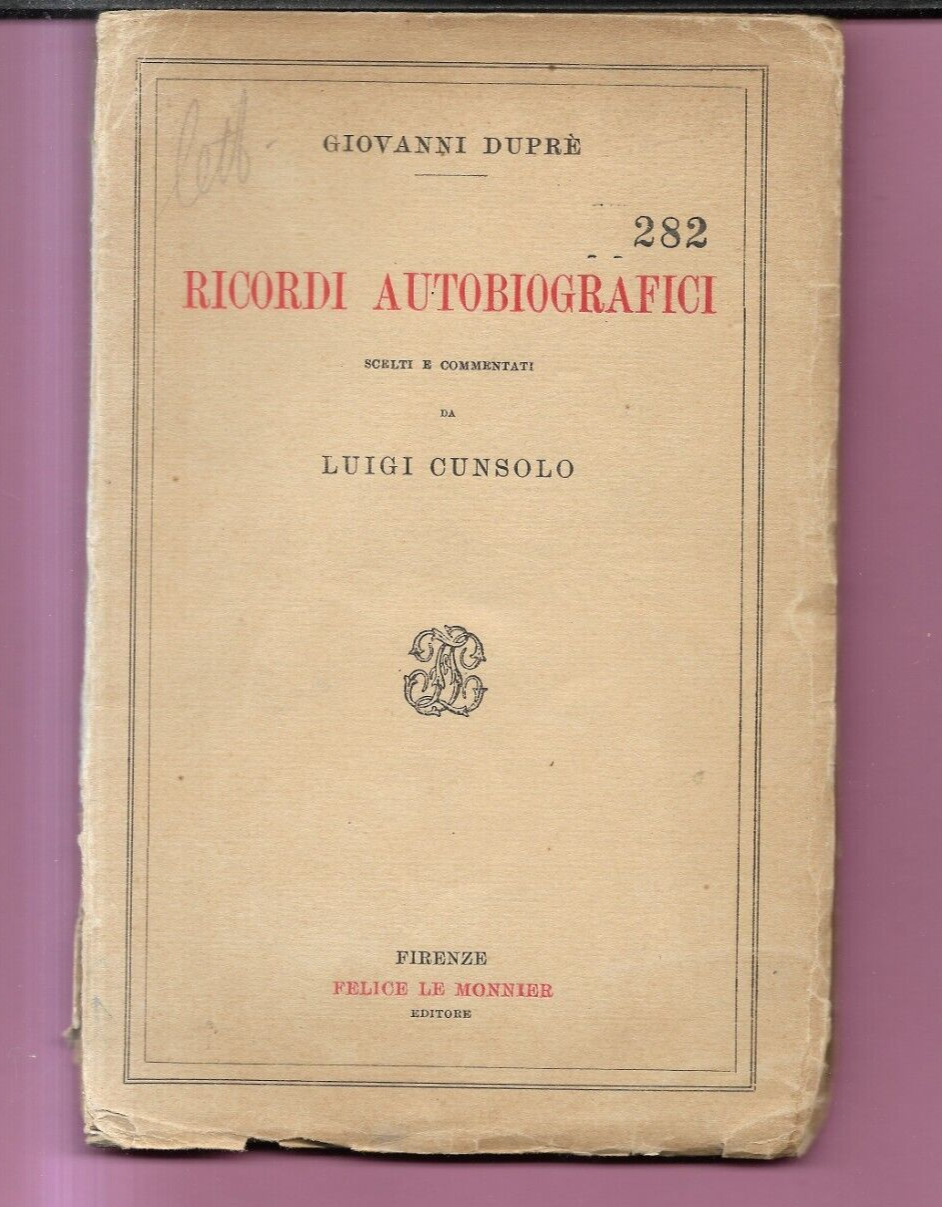 GIOVANNI DUPRÈ
282
RICORDI AUTOBIOGRAFICI
SCELTI E COMMENTATI
DA
LUIGI CUNSOLO
FIRENZE
FELICE LE MONNIER
EDITORE